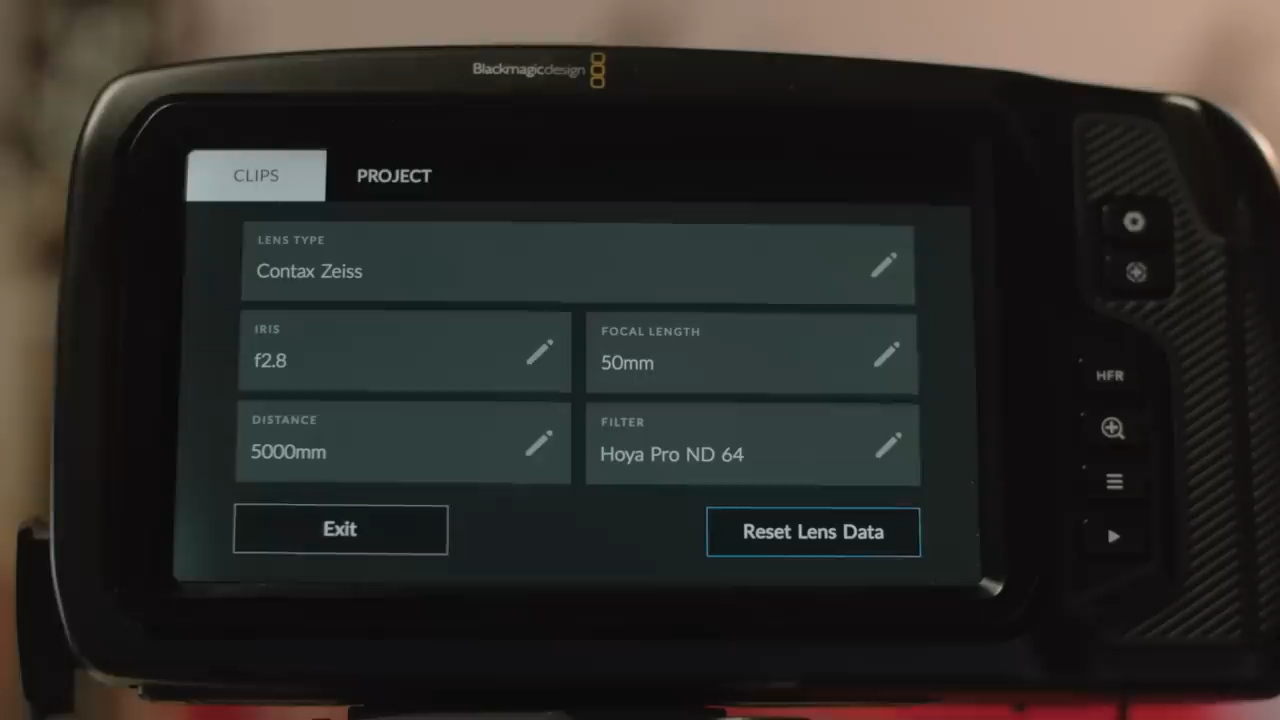 Blackmagicdesign
CLIPS
PROJECT
LENS TYPE
Contax Zeiss
IRIS
f2.8
FOCAL LENGTH
50mm
DISTANCE
5000mm
FILTER
Hoya Pro ND 64
Exit
Reset Lens Data
HFR